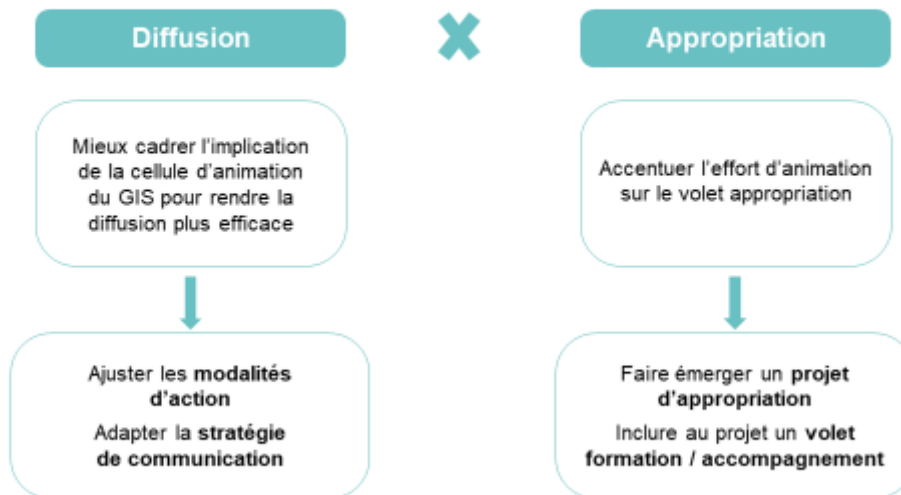 Diffusion
Appropriation
Mieux cadrer l'implication
de la cellule d'animation
du GIS pour rendre la
diffusion plus efficace
Accentuer l'effort d'animation
sur le volet appropriation
Ajuster les modalités
d'action
Adapter la stratégie
de communication
Faire émerger un projet
d'appropriation
Inclure au projet un volet
formation / accompagnement